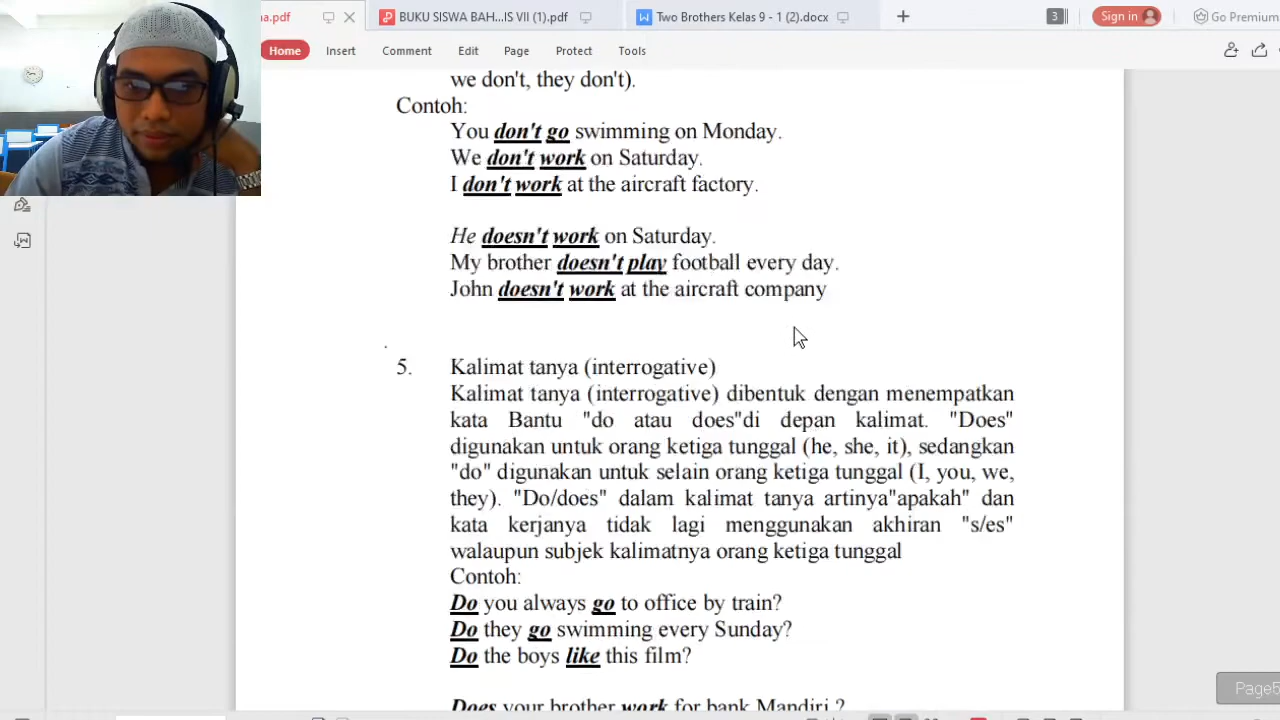 na.pdf
BUKU SISWA BAH...IS VII (1).pdf
Two Brothers Kelas 9 - 1 (2).docx
3
Sign in
Go Premium
Home Insert Comment Edit Page Protect Tools
we don't, they don't).
Contoh:
You don't go swimming on Monday.
We don't work on Saturday.
I don't work at the aircraft factory.
He doesn't work on Saturday.
My brother doesn't play football every day.
John doesn't work at the aircraft company
.
5. Kalimat tanya (interrogative)
Kalimat tanya (interrogative) dibentuk dengan menempatkan
kata Bantu "do atau does"di depan kalimat. "Does"
digunakan untuk orang ketiga tunggal (he, she, it), sedangkan
"do" digunakan untuk selain orang ketiga tunggal (I, you, we,
they). "Do/does" dalam kalimat tanya artinya"apakah" dan
kata kerjanya tidak lagi menggunakan akhiran "s/es"
walaupun subjek kalimatnya orang ketiga tunggal
Contoh:
Do you always go to office by train?
Do they go swimming every Sunday?
Do the boys like this film?
Page5
Does your brother work for bank Mandiri ?